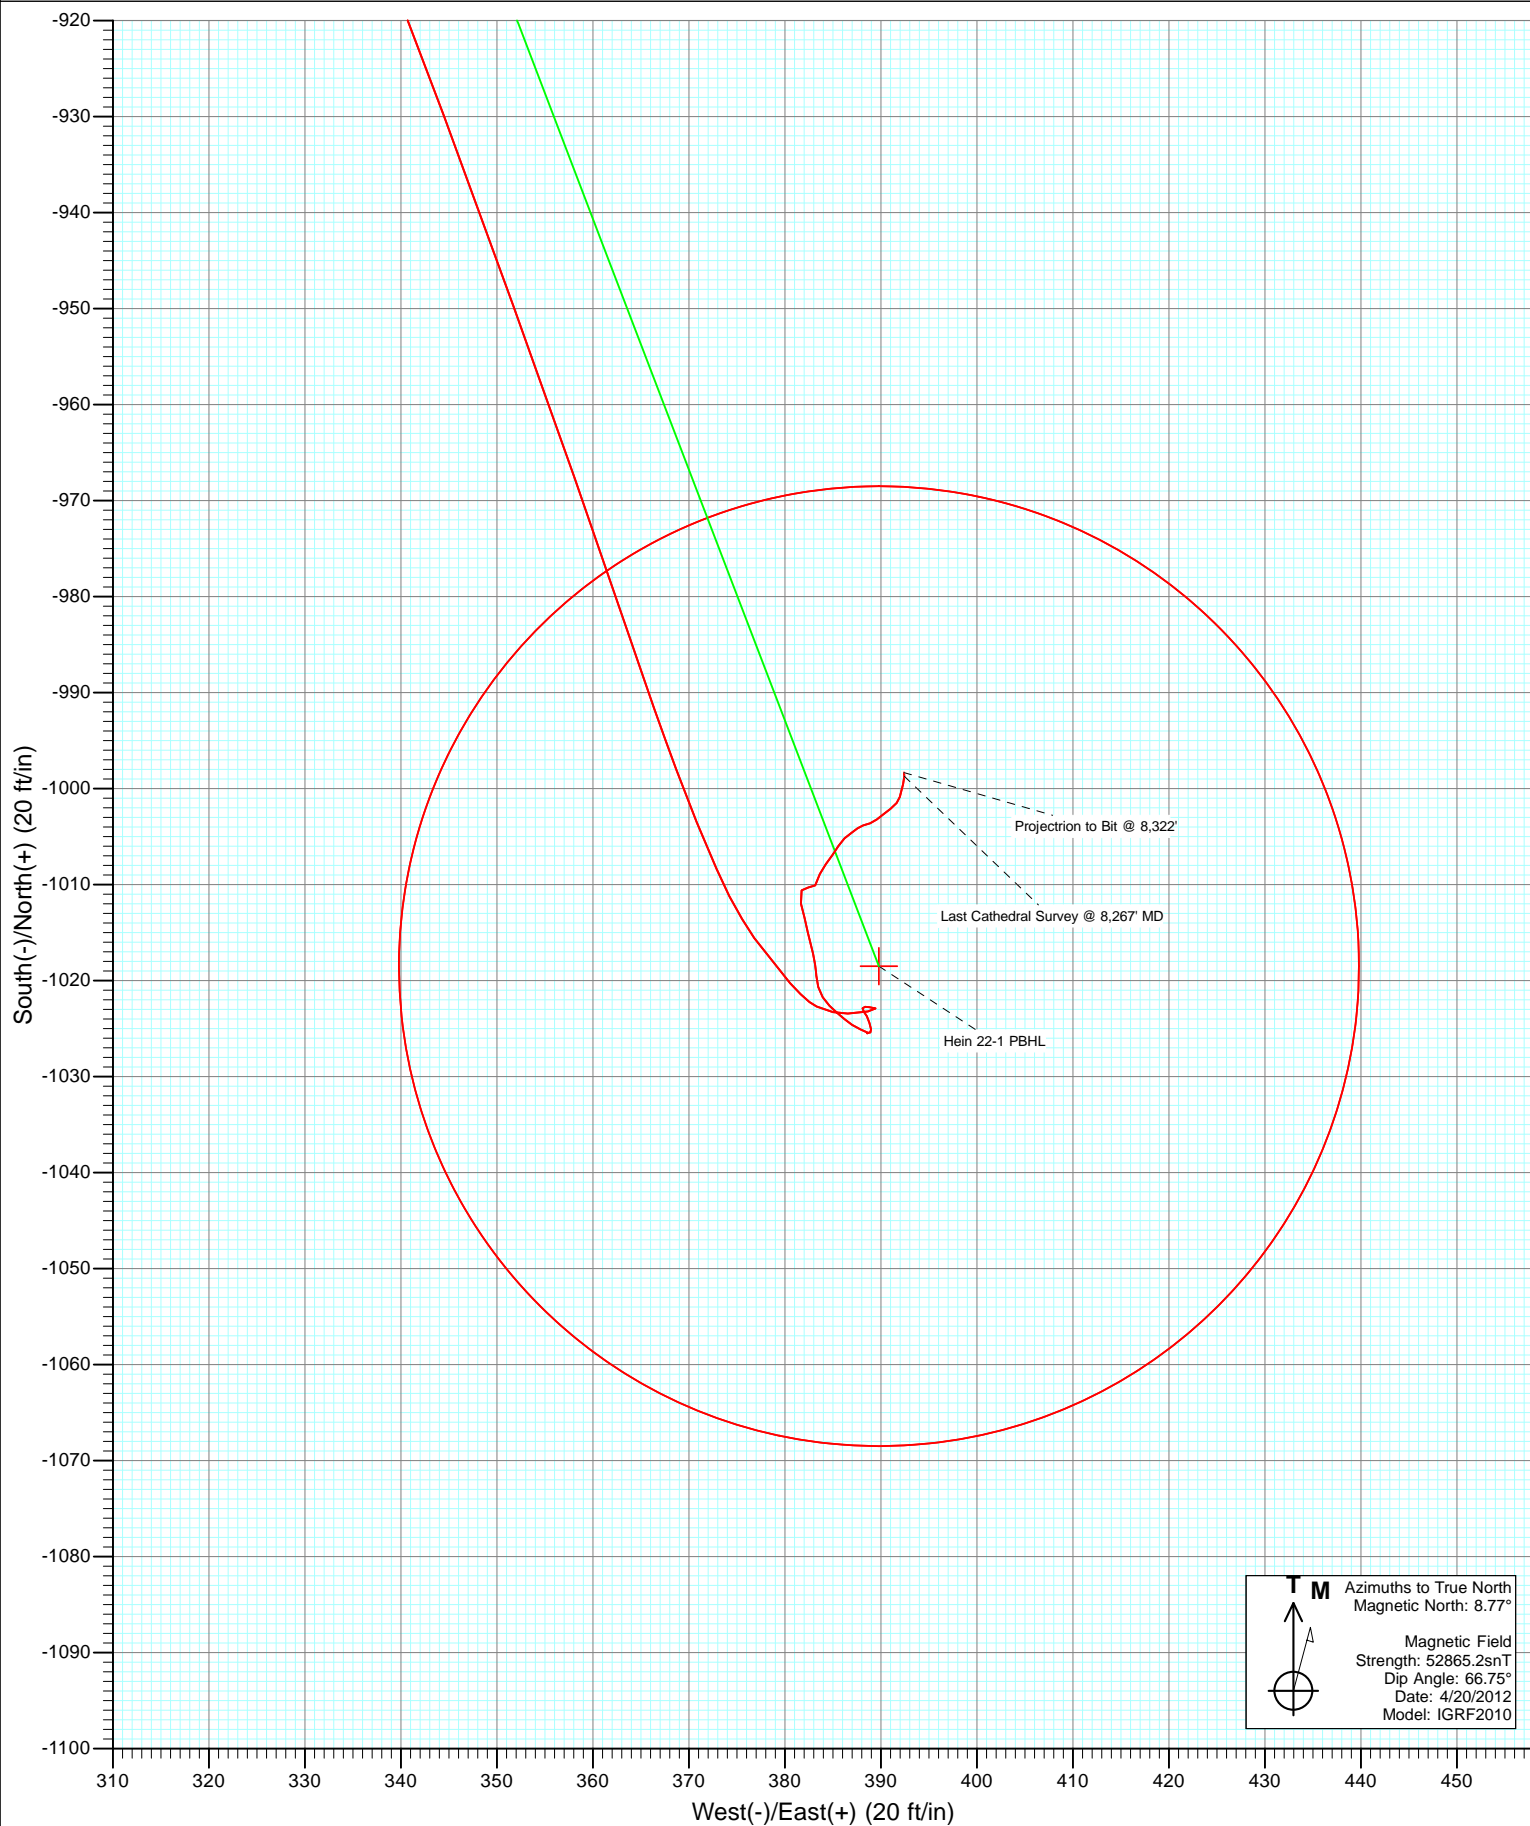 -920
-930
-940
-950
-960
-970
-980
-990
-1000
-1010
-1020
-1030
-1040
-1050
-1060
-1070
-1080
-1090
-1100
South(-)/North(+) (20 ft/in)
Projectrion to Bit @ 8,322'
Last Cathedral Survey @ 8,267' MD
Hein 22-1 PBHL
T M
Azimuths to True North
Magnetic North: 8.77°
Magnetic Field
Strength: 52865.2snT
Dip Angle: 66.75°
Date: 4/20/2012
Model: IGRF2010
310 320 330 340 350 360 370 380 390 400 410 420 430 440 450
West(-)/East(+) (20 ft/in)